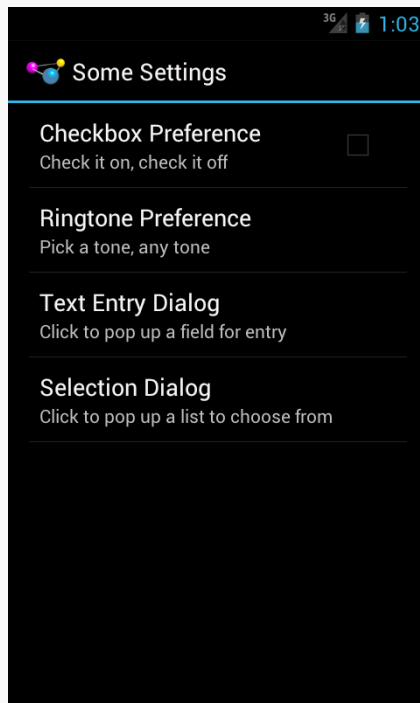 3G 1:03
Some Settings
Checkbox Preference
Check it on, check it off
Ringtone Preference
Pick a tone, any tone
Text Entry Dialog
Click to pop up a field for entry
Selection Dialog
Click to pop up a list to choose from